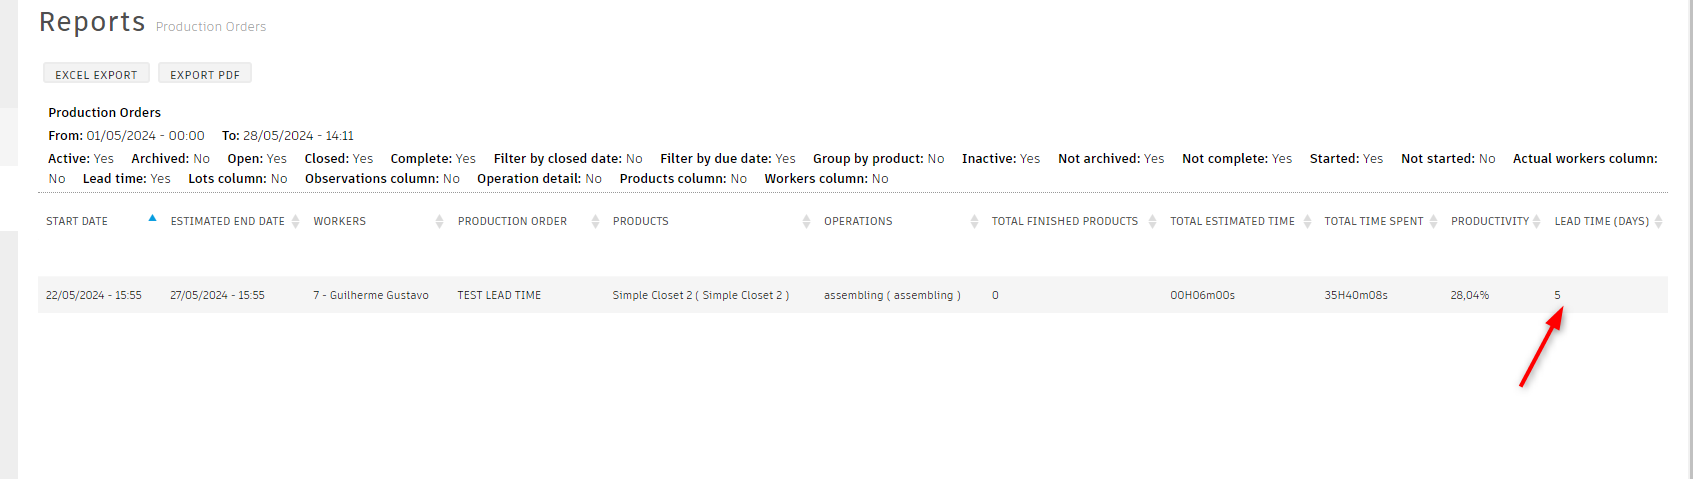 Reports Production Orders
EXCEL EXPORT EXPORT PDF
Production Orders
From: 01/05/2024 - 00:00 To: 28/05/2024 - 14:11
Active: Yes Archived: No Open: Yes Closed: Yes Complete: Yes Filter by closed date: No Filter by due date: Yes Group by product: No Inactive: Yes Not archived: Yes Not complete: Yes Started: Yes Not started: No Actual workers column:
No Lead time: Yes Lots column: No Observations column: No Operation detail: No Products column: No Workers column: No
START DATE ESTIMATED END DATE WORKERS PRODUCTION ORDER PRODUCTS OPERATIONS TOTAL FINISHED PRODUCTS TOTAL ESTIMATED TIME TOTAL TIME SPENT PRODUCTIVITY LEAD TIME (DAYS)
22/05/2024 - 15:55 27/05/2024 - 15:55 7 - Guilherme Gustavo TEST LEAD TIME Simple Closet 2 ( Simple Closet 2 ) assembling ( assembling ) 0 00H06m00s 35H40m08s 28,04% 5